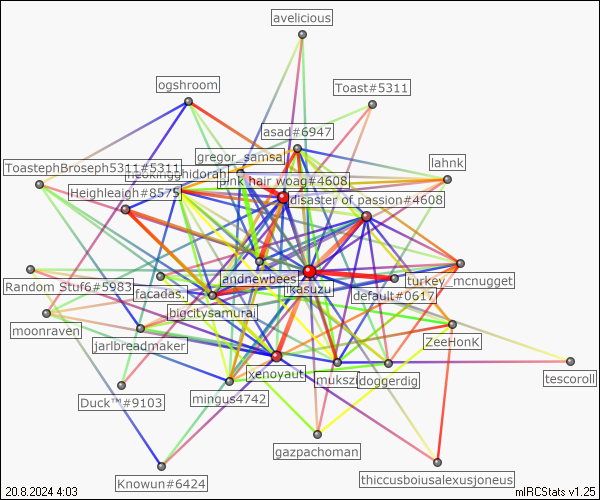 avelicious
ogshroom
Toast#5311
asad#6947
gregor_samsa
lahnk
ToastephBroseph5311#5311
pink hair woag#4608
Heighleaigh#8575
disaster of passion#4608
andnewbees
turkey_mcnugget
Random Stuf6#5983
facadas.
ikasuzu
default#0617
bigcitysamurai
moonraven
jarlbreadmaker
ZeeHonK
xenoyaut
mukszi
doggerdig
tescoroll
Duck™#9103
mingus4742
gazpachoman
Knowun#6424
thiccusboiusalexusjoneus
20.8.2024 4:03
mIRCStats v1.25